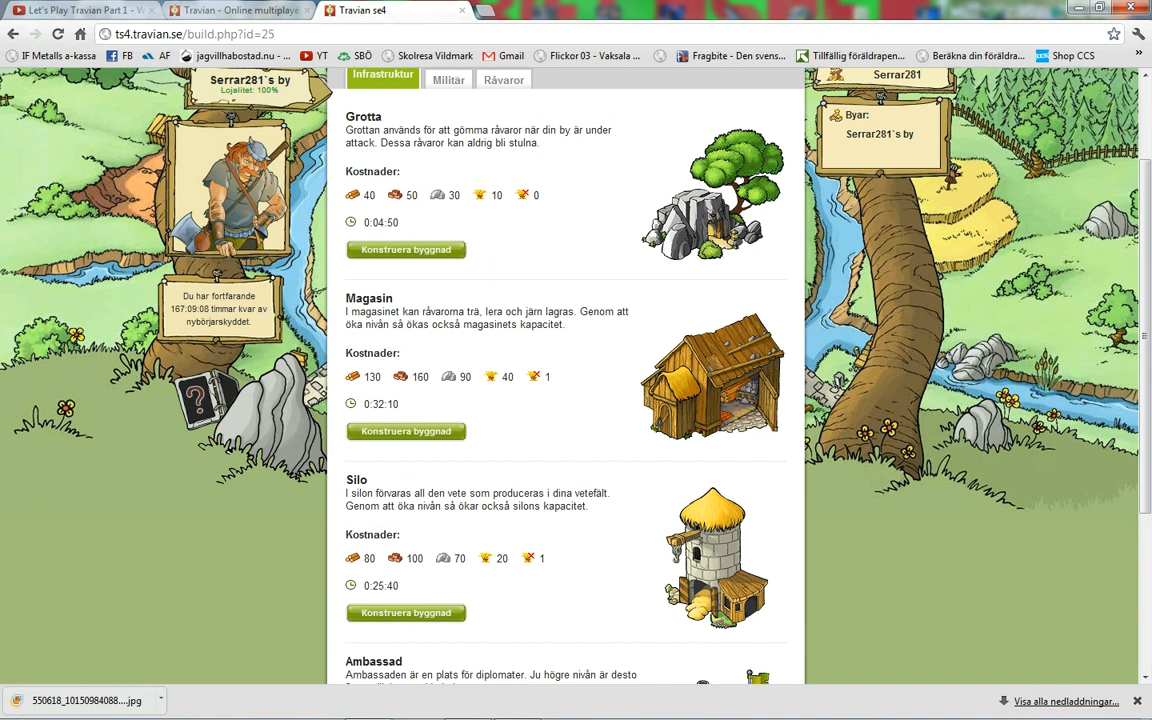 Let's Play Travian Part 1 - W
Travian - Online multiplaye
Travian se4
ts4.travian.se/build.php?id=25
IF Metalls a-kassa
FB
AF
jagvillhabostad.nu - ...
YT
SBÖ
Skolresa Vildmark
Gmail
Flickor 03 - Vaksala ...
Fragbite - Den svens...
Tillfällig föräldrapen...
Beräkna din föräldra...
Shop CCS
»
Serrar281`s by
Lojalitet: 100%
Infrastruktur
Militär
Råvaror
Serrar281
Byar:
Serrar281`s by
Du har fortfarande
167:09:08 timmar kvar av
nybörjarskyddet.
?
Grotta
Grottan används för att gömma råvaror när din by är under
attack. Dessa råvaror kan aldrig bli stulna.
Kostnader:
40 50 30 10 0
0:04:50
Konstruera byggnad
Magasin
I magasinet kan råvarorna trä, lera och järn lagras. Genom att
öka nivån så ökas också magasinets kapacitet.
Kostnader:
130 160 90 40 1
0:32:10
Konstruera byggnad
Silo
I silon förvaras all den vete som produceras i dina vetefält.
Genom att öka nivån så ökar också silons kapacitet.
Kostnader:
80 100 70 20 1
0:25:40
Konstruera byggnad
Ambassad
Ambassaden är en plats för diplomater. Ju högre nivån är desto
550618_10150984088....jpg
Visa alla nedladdningar...